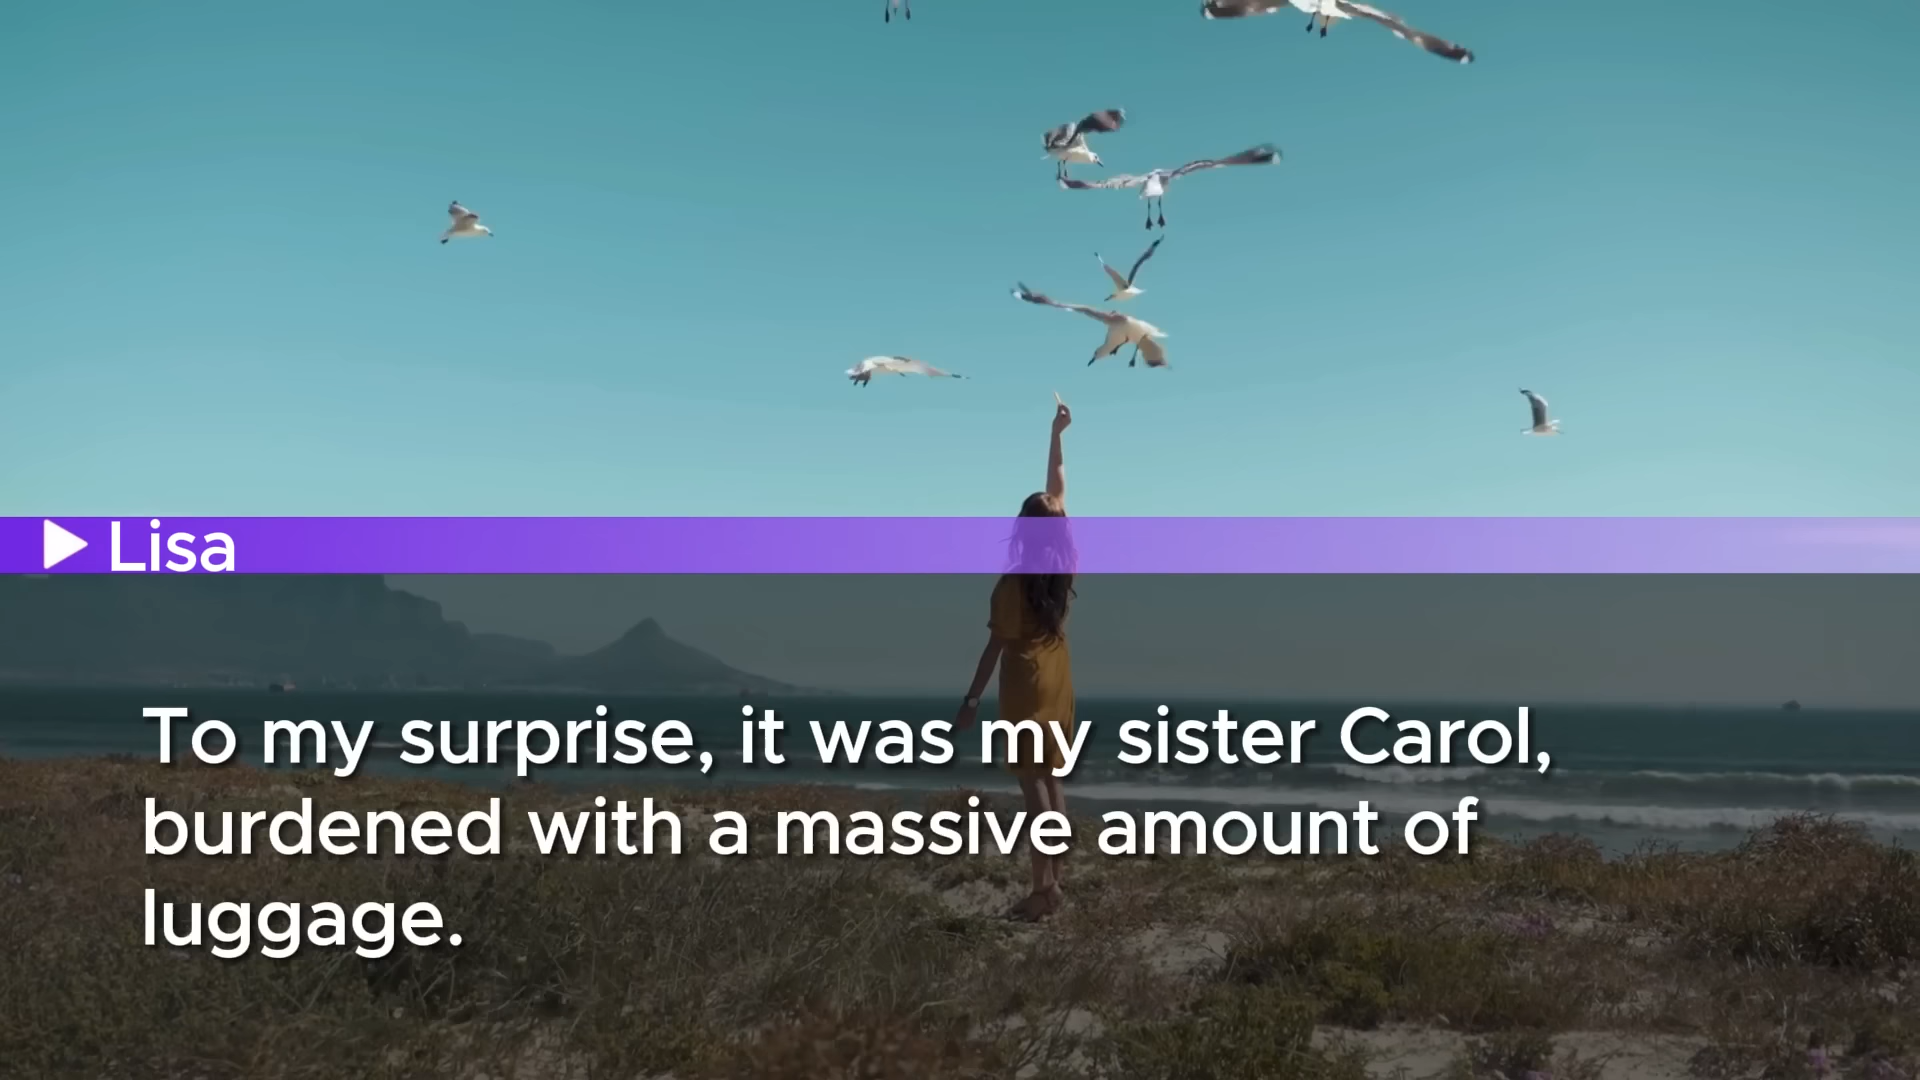 Lisa
To my surprise, it was my sister Carol,
burdened with a massive amount of
luggage.